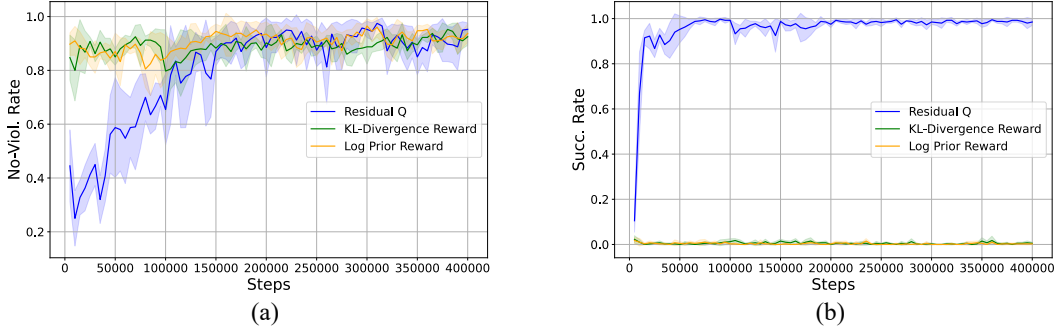 No-Viol. Rate
1.0
0.8
0.6
0.4
0.2
Residual Q
KL-Divergence Reward
Log Prior Reward
0 50000 100000 150000 200000 250000 300000 350000 400000
Steps
(a)
Succ. Rate
1.0
0.8
0.6
0.4
0.2
0.0
Residual Q
KL-Divergence Reward
Log Prior Reward
0 50000 100000 150000 200000 250000 300000 350000 400000
Steps
(b)